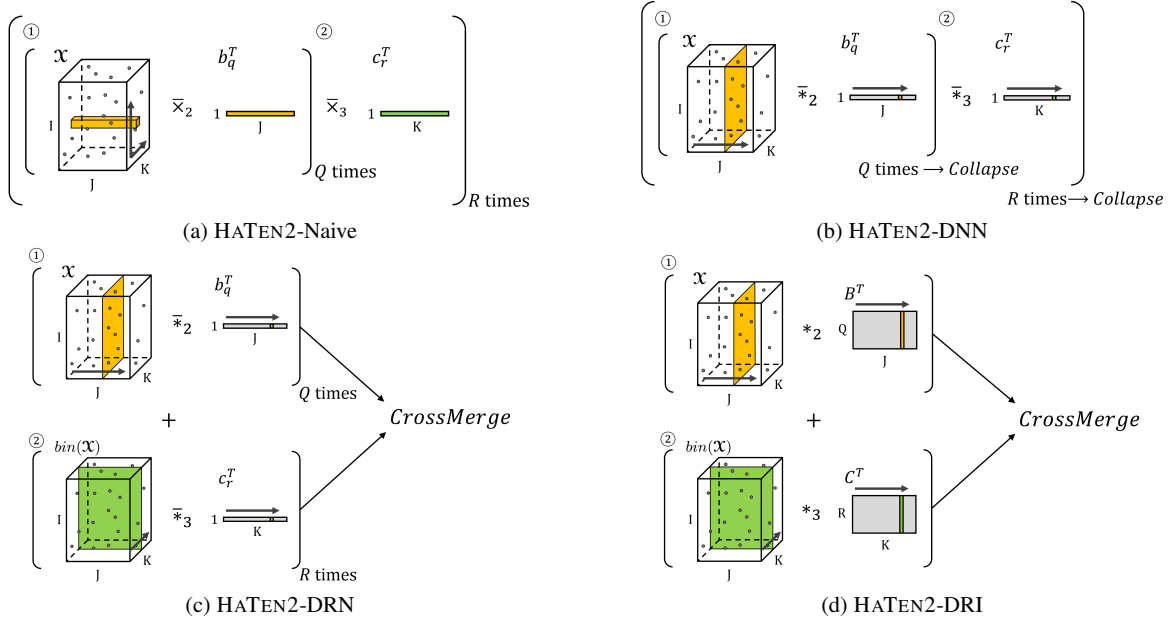 ①
𝔛
I
J
K
×̄₂
b_q^T
1
J
Q times
②
×̄₃
c_r^T
1
K
R times
(a) HATEN2-Naive
①
𝔛
I
J
K
*̄₂
b_q^T
1
J
Q times → Collapse
②
*̄₃
c_r^T
1
K
R times → Collapse
(b) HATEN2-DNN
①
𝔛
I
J
K
*̄₂
b_q^T
1
J
Q times
+
②
bin(𝔛)
I
J
K
*̄₃
c_r^T
1
K
R times
CrossMerge
(c) HATEN2-DRN
①
𝔛
I
J
K
*₂
B^T
Q
J
+
②
bin(𝔛)
I
J
K
*₃
C^T
R
K
CrossMerge
(d) HATEN2-DRI